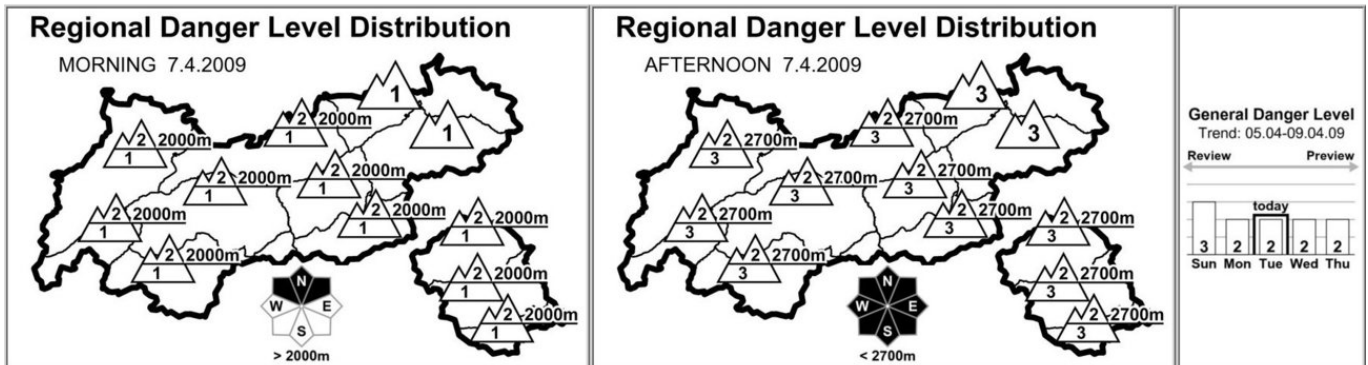 Regional Danger Level Distribution
MORNING 7.4.2009
1
1
2 2000m
1
2 2000m
1
2 2000m
1
2 2000m
1
2 2000m
1
2 2000m
1
2 2000m
1
2 2000m
1
2 2000m
1
2 2000m
1
N
W E
S
> 2000m
Regional Danger Level Distribution
AFTERNOON 7.4.2009
3
3
2 2700m
3
2 2700m
3
2 2700m
3
2 2700m
3
2 2700m
3
2 2700m
3
2 2700m
3
2 2700m
3
2 2700m
3
2 2700m
3
N
W E
S
< 2700m
General Danger Level
Trend: 05.04-09.04.09
Review Preview
today
3 2 2 2 2
Sun Mon Tue Wed Thu